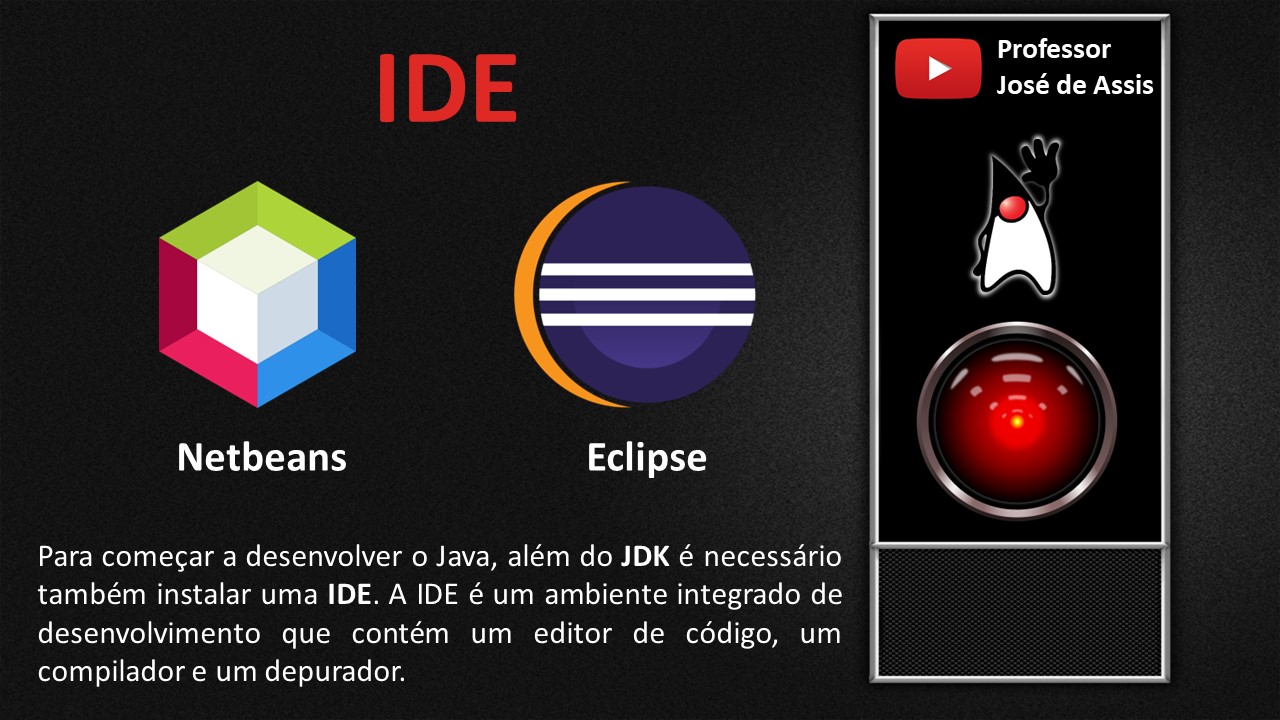 IDE
Professor
José de Assis
Netbeans
Eclipse
Para começar a desenvolver o Java, além do JDK é necessário
também instalar uma IDE. A IDE é um ambiente integrado de
desenvolvimento que contém um editor de código, um
compilador e um depurador.